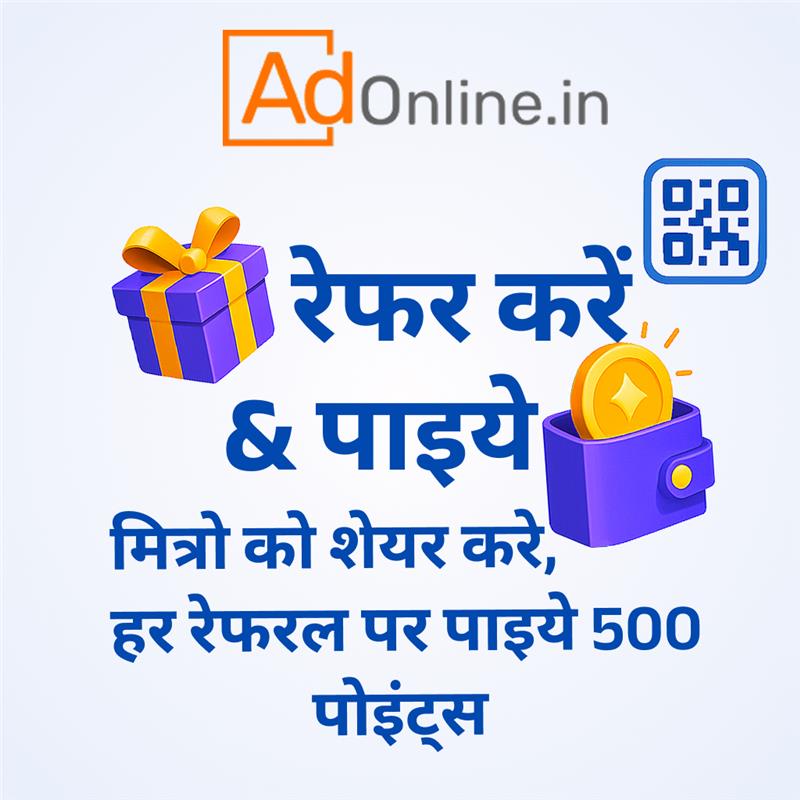 AdOnline.in
रेफर करें
& पाइये
मित्रो को शेयर करे,
हर रेफरल पर पाइये 500
पोइंट्स